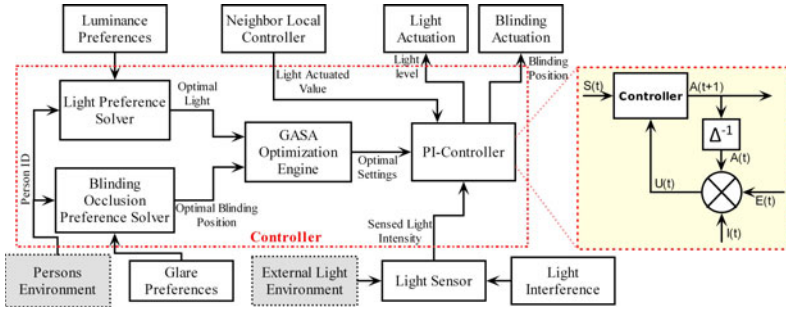 Luminance
Preferences
Neighbor Local
Controller
Light
Actuation
Blinding
Actuation
Light Actuated
Value
Light
level
Blinding
Position
Light Preference
Solver
Optimal
Light
GASA
Optimization
Engine
Optimal
Settings
PI-Controller
Person ID
Blinding
Occlusion
Preference Solver
Optimal Blinding
Position
Controller
Sensed Light
Intensity
Persons
Environment
Glare
Preferences
External Light
Environment
Light Sensor
Light
Interference
S(t)
Controller
A(t+1)
Δ-1
A(t)
U(t)
E(t)
I(t)